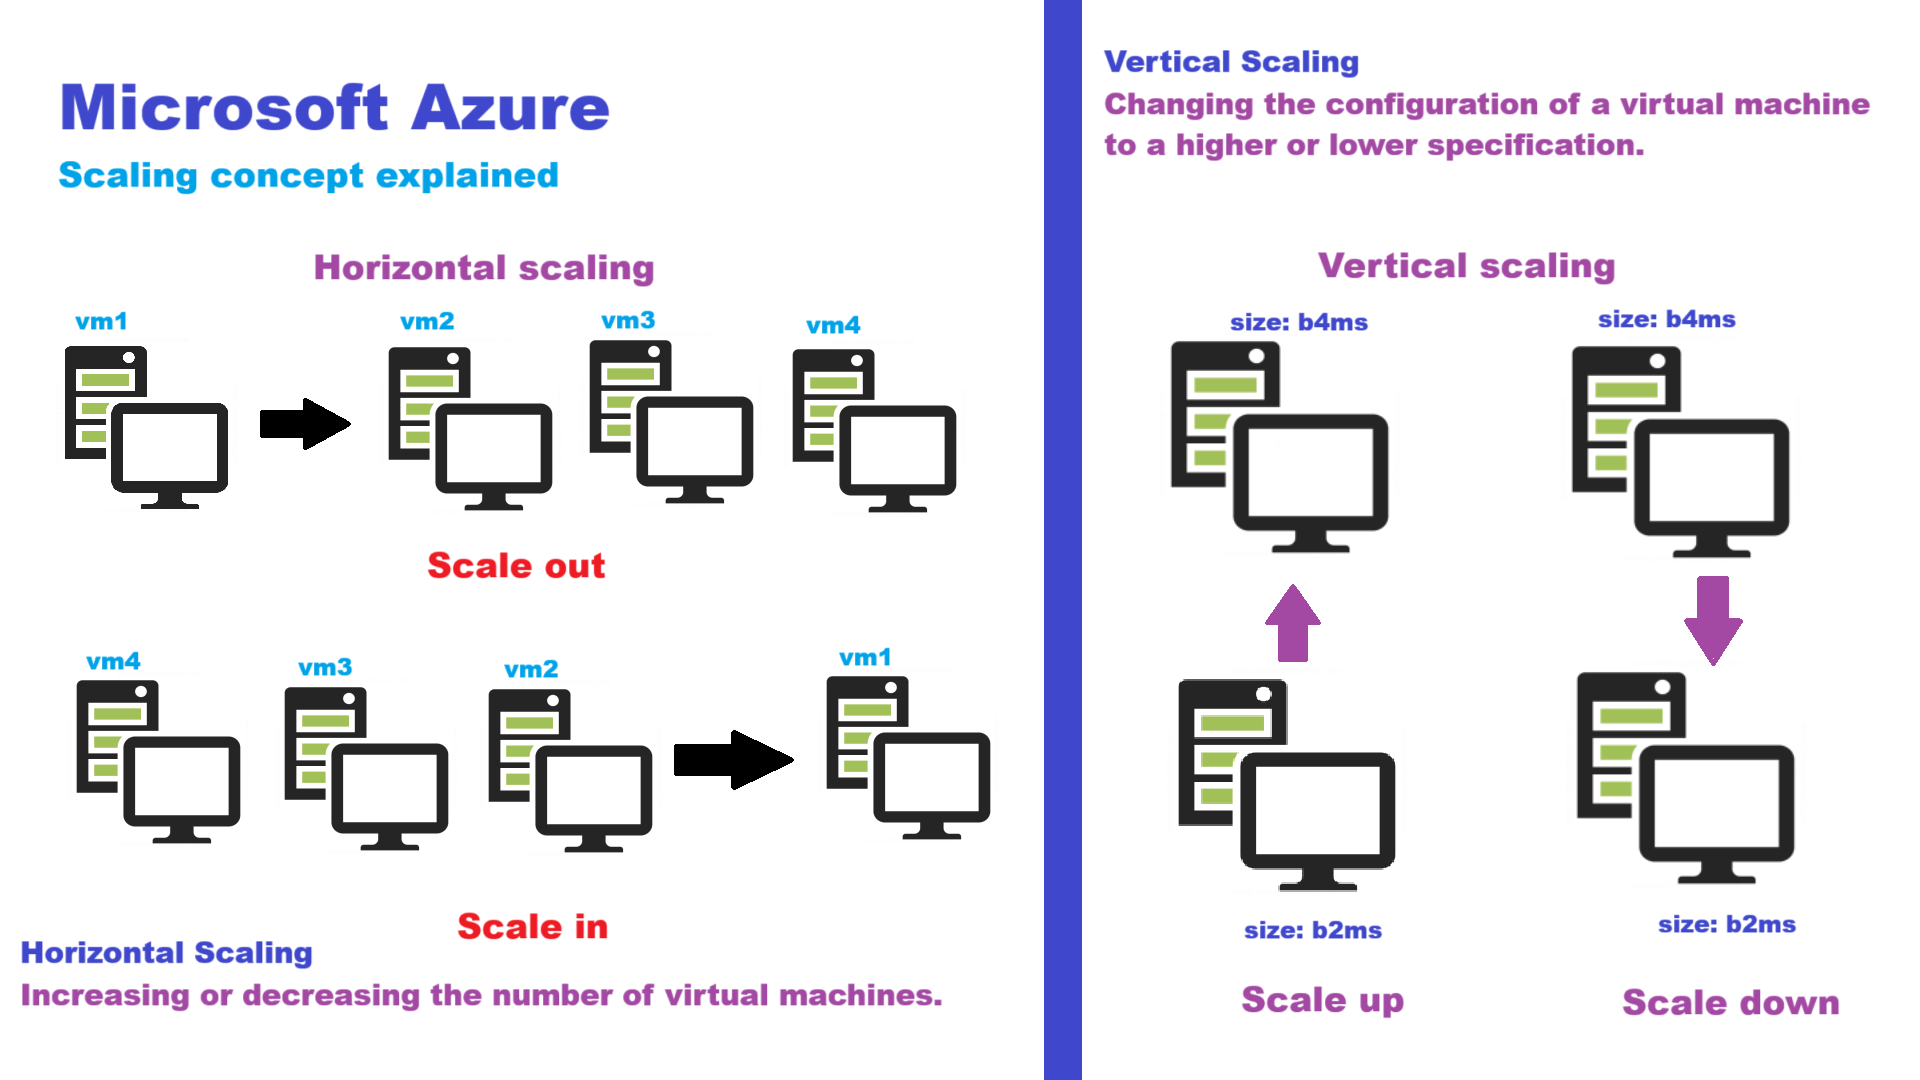 Microsoft Azure
Scaling concept explained
Horizontal scaling
vm1
vm2
vm3
vm4
Scale out
vm4
vm3
vm2
vm1
Scale in
Horizontal Scaling
Increasing or decreasing the number of virtual machines.
Vertical Scaling
Changing the configuration of a virtual machine
to a higher or lower specification.
Vertical scaling
size: b4ms
size: b4ms
size: b2ms
size: b2ms
Scale up
Scale down